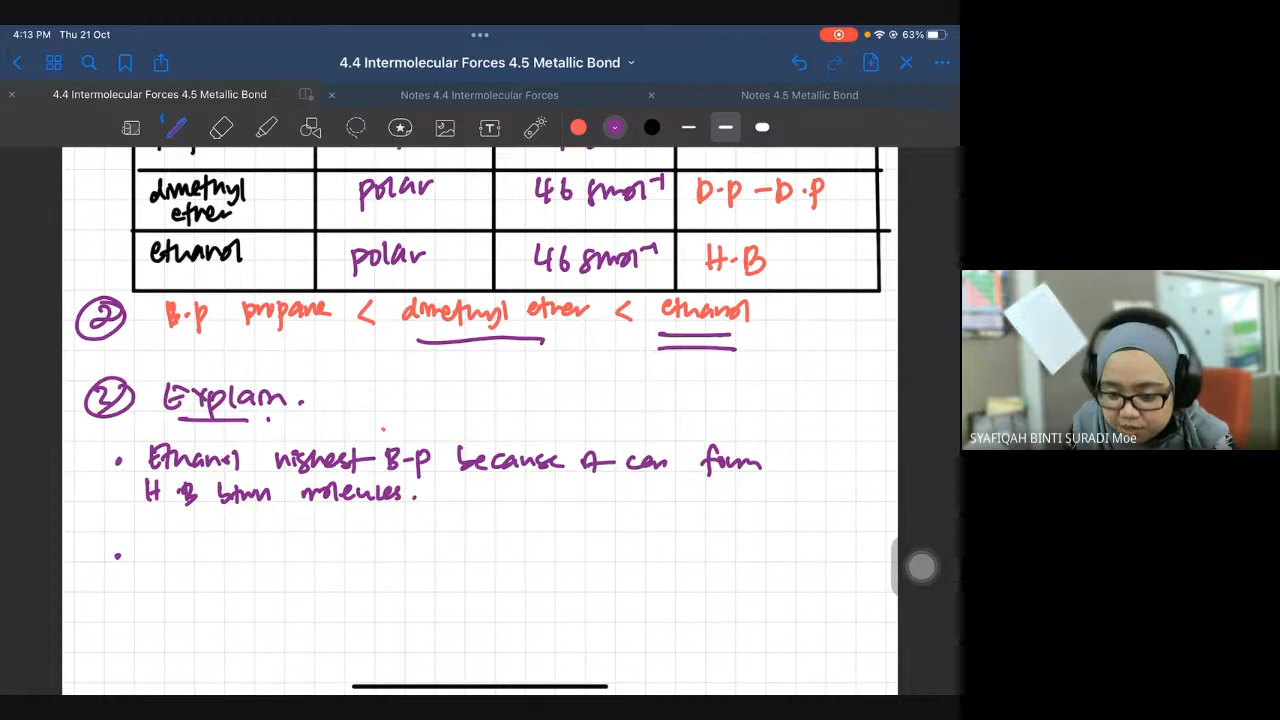 4:13 PM Thu 21 Oct
63%
4.4 Intermolecular Forces 4.5 Metallic Bond
4.4 Intermolecular Forces 4.5 Metallic Bond
Notes 4.4 Intermolecular Forces
Notes 4.5 Metallic Bond
dimethyl ether polar 46 gmol⁻¹ D.P - D.P
ethanol polar 46 gmol⁻¹ H.B
② B.p propane < dimethyl ether < ethanol
② Explain.
• Ethanol highest B.p because it can form
H B btwn molecules.
•
SYAFIQAH BINTI SURADI Moe